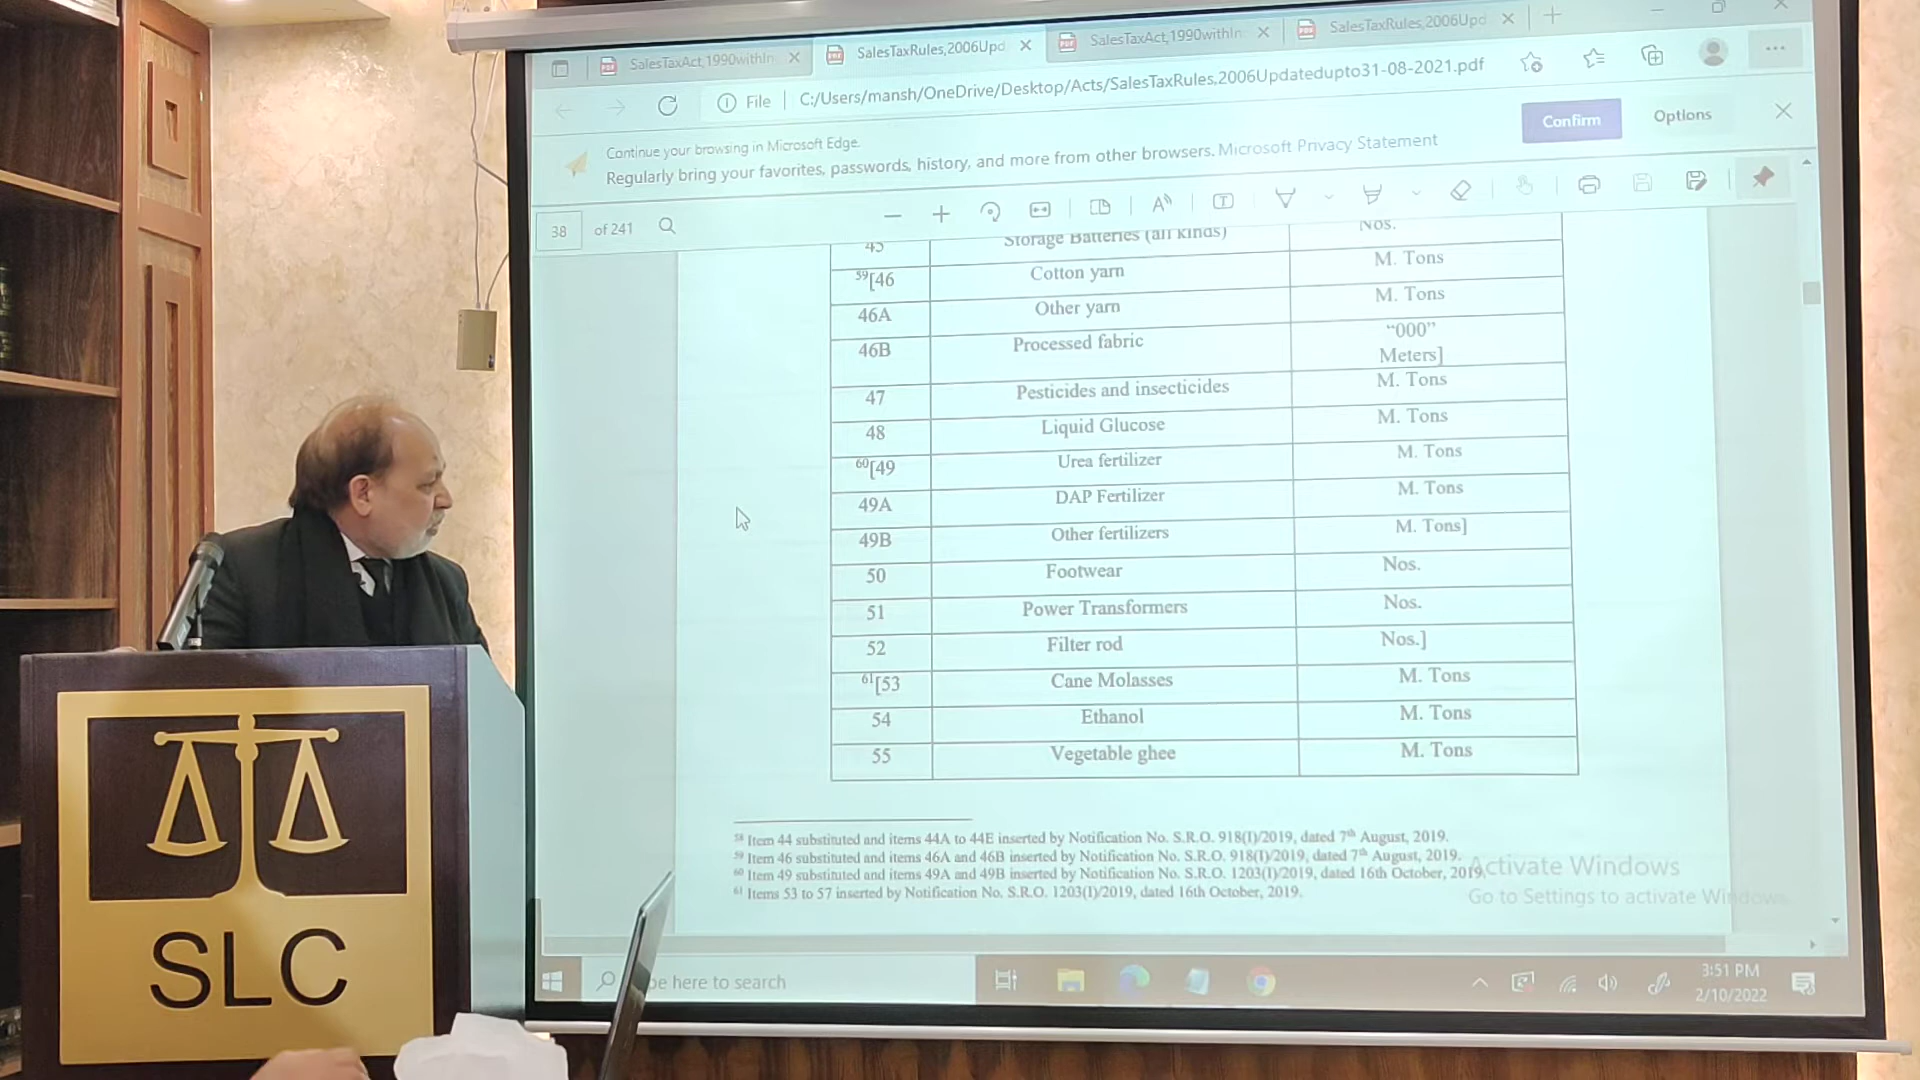 SalesTaxAct,1990withIn
SalesTaxRules,2006Upd
SalesTaxAct,1990withIn
SalesTaxRules,2006Upd
File
C:/Users/mansh/OneDrive/Desktop/Acts/SalesTaxRules,2006Updatedupto31-08-2021.pdf
Continue your browsing in Microsoft Edge.
Regularly bring your favorites, passwords, history, and more from other browsers. Microsoft Privacy Statement
Confirm
Options
38 of 241
45 Storage Batteries (all kinds) Nos.
59[46 Cotton yarn M. Tons
46A Other yarn M. Tons
46B Processed fabric "000"
Meters]
47 Pesticides and insecticides M. Tons
48 Liquid Glucose M. Tons
60[49 Urea fertilizer M. Tons
49A DAP Fertilizer M. Tons
49B Other fertilizers M. Tons]
50 Footwear Nos.
51 Power Transformers Nos.
52 Filter rod Nos.]
61[53 Cane Molasses M. Tons
54 Ethanol M. Tons
55 Vegetable ghee M. Tons
58 Item 44 substituted and items 44A to 44E inserted by Notification No. S.R.O. 918(I)/2019, dated 7th August, 2019.
59 Item 46 substituted and items 46A and 46B inserted by Notification No. S.R.O. 918(I)/2019, dated 7th August, 2019.
60 Item 49 substituted and items 49A and 49B inserted by Notification No. S.R.O. 1203(I)/2019, dated 16th October, 2019.
61 Items 53 to 57 inserted by Notification No. S.R.O. 1203(I)/2019, dated 16th October, 2019.
Activate Windows
Go to Settings to activate Windows.
pe here to search
3:51 PM
2/10/2022
SLC